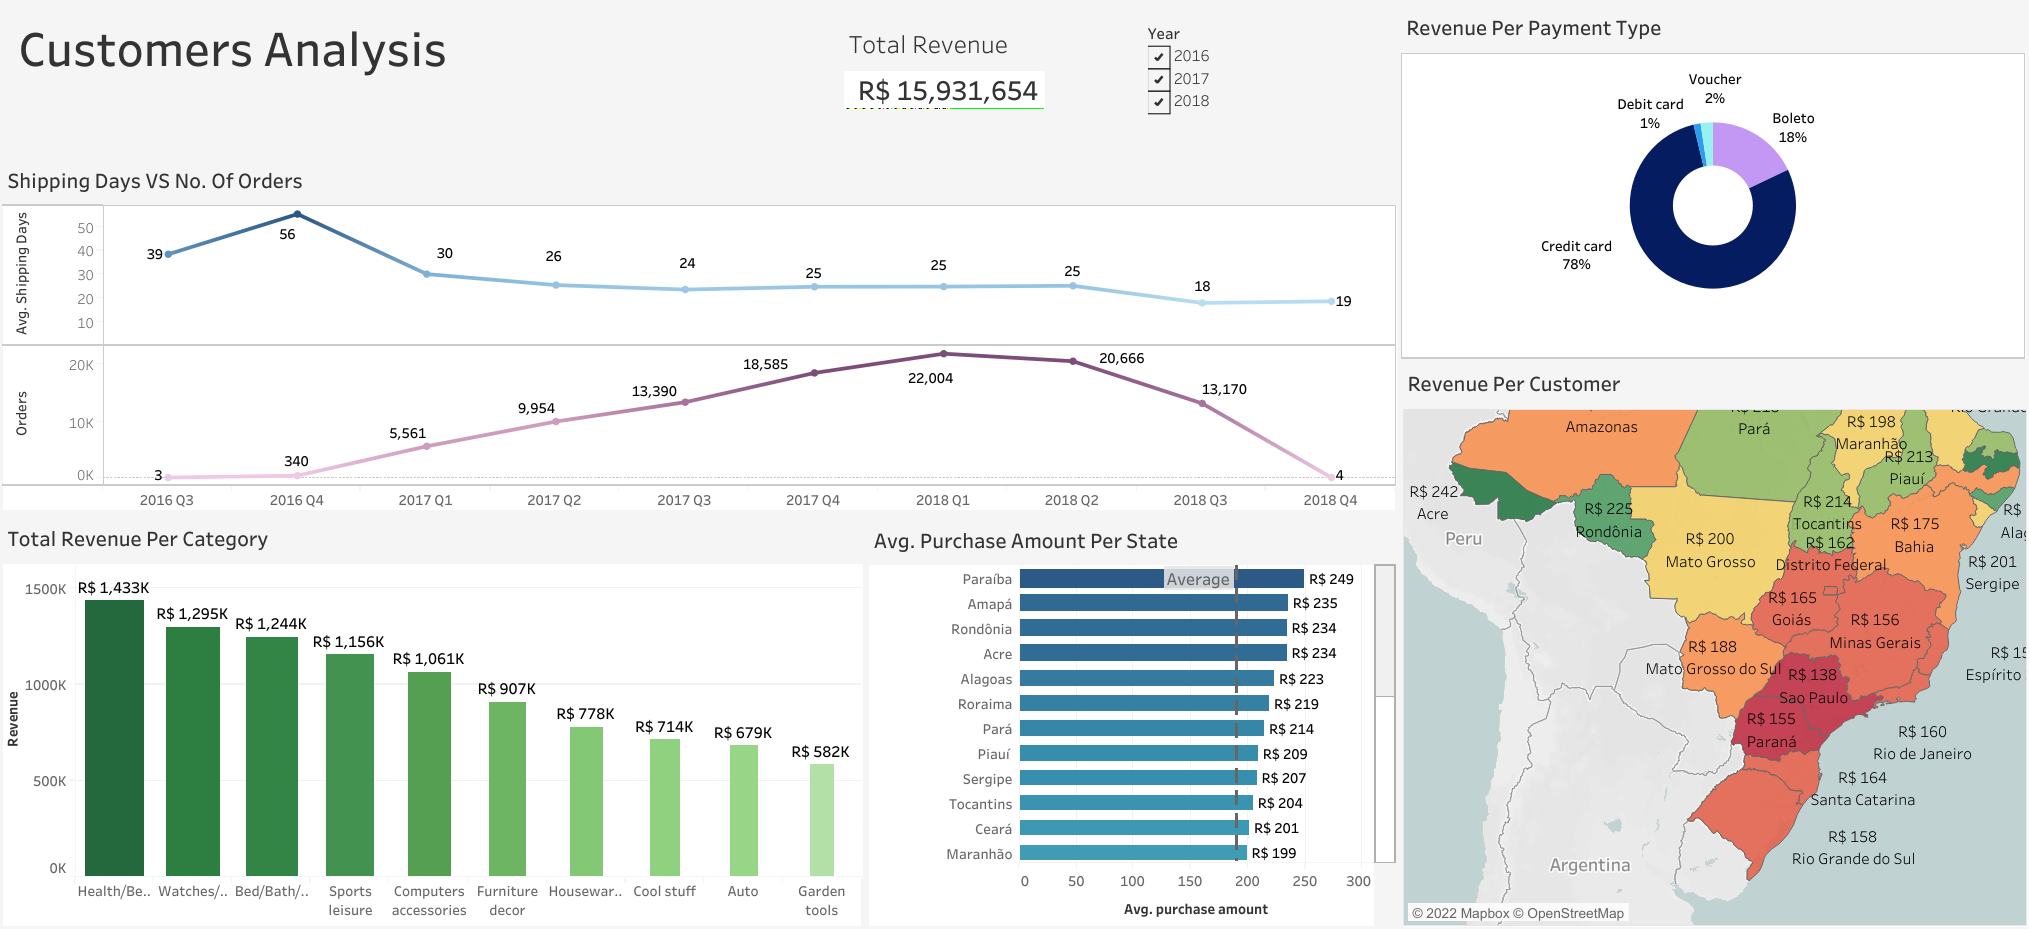 Customers Analysis
Total Revenue
R$ 15,931,654
Year
2016
2017
2018
Revenue Per Payment Type
Voucher
2%
Debit card
1%
Boleto
18%
Credit card
78%
Shipping Days VS No. Of Orders
Avg. Shipping Days
50
40
30
20
10
39
56
30
26
24
25
25
25
18
19
Orders
20K
10K
0K
3
340
5,561
9,954
13,390
18,585
22,004
20,666
13,170
4
2016 Q3
2016 Q4
2017 Q1
2017 Q2
2017 Q3
2017 Q4
2018 Q1
2018 Q2
2018 Q3
2018 Q4
Total Revenue Per Category
Revenue
1500K
1000K
500K
0K
R$ 1,433K
R$ 1,295K
R$ 1,244K
R$ 1,156K
R$ 1,061K
R$ 907K
R$ 778K
R$ 714K
R$ 679K
R$ 582K
Health/Be..
Watches/..
Bed/Bath/..
Sports
leisure
Computers
accessories
Furniture
decor
Housewar..
Cool stuff
Auto
Garden
tools
Avg. Purchase Amount Per State
Average
Paraíba R$ 249
Amapá R$ 235
Rondônia R$ 234
Acre R$ 234
Alagoas R$ 223
Roraima R$ 219
Pará R$ 214
Piauí R$ 209
Sergipe R$ 207
Tocantins R$ 204
Ceará R$ 201
Maranhão R$ 199
0 50 100 150 200 250 300
Avg. purchase amount
Revenue Per Customer
Amazonas
Pará
R$ 198
Maranhão
R$ 213
Piauí
R$ 242
Acre
R$ 225
Rondônia
R$ 214
Tocantins
R$ 175
Bahia
R$
Alag
R$ 200
Mato Grosso
R$ 162
Distrito Federal
R$ 201
Sergipe
R$ 165
Goiás
R$ 156
Minas Gerais
R$ 188
Mato Grosso do Sul
R$ 15
Espírito
R$ 138
Sao Paulo
R$ 155
Paraná
R$ 160
Rio de Janeiro
R$ 164
Santa Catarina
R$ 158
Rio Grande do Sul
Peru
Argentina
© 2022 Mapbox © OpenStreetMap